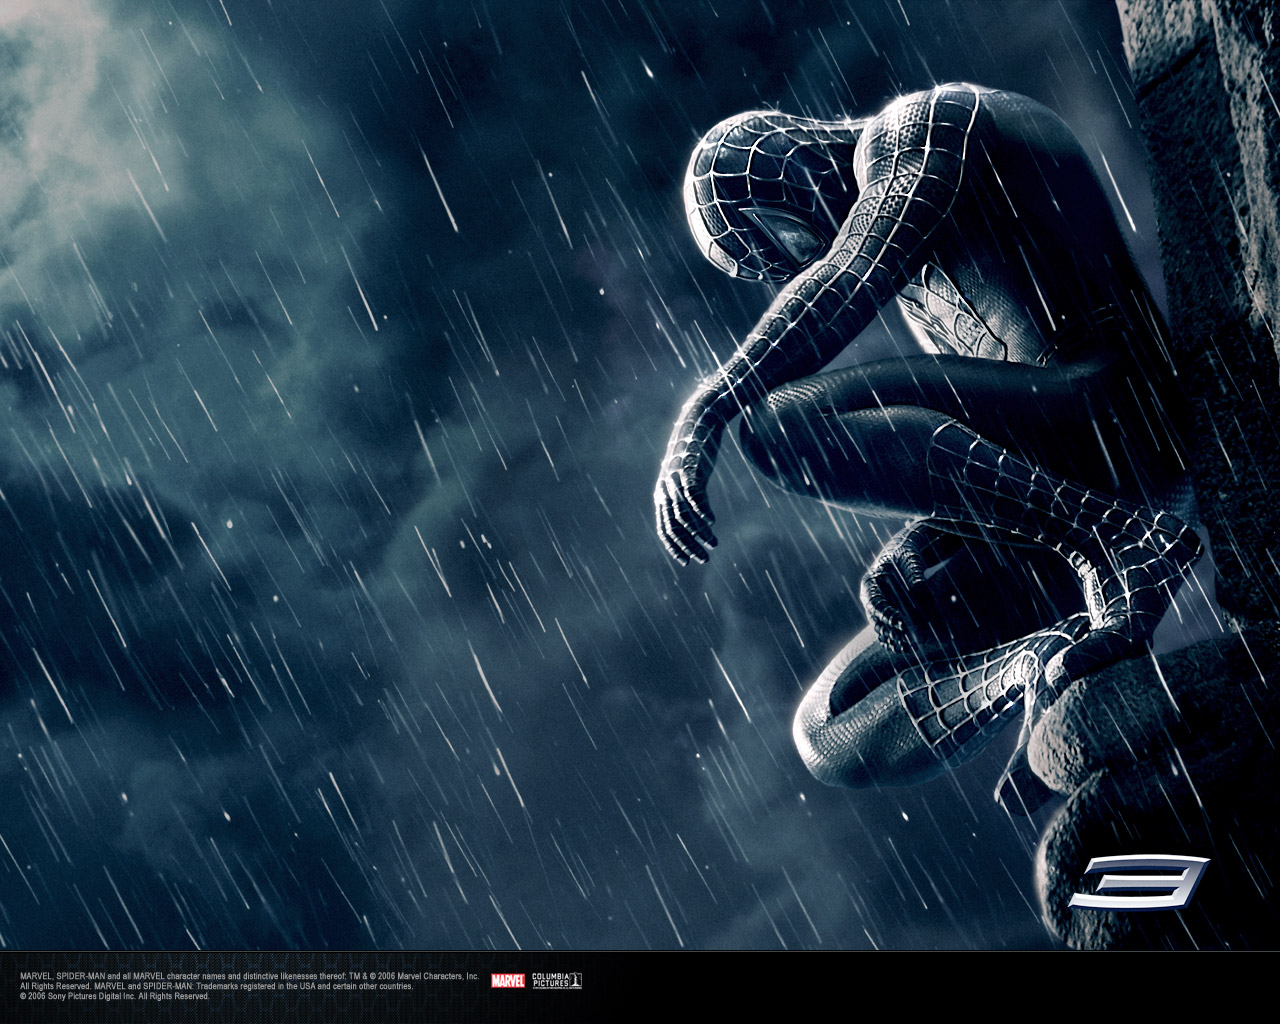 3
MARVEL, SPIDER-MAN and all MARVEL character names and distinctive likenesses thereof: TM & © 2006 Marvel Characters, Inc.
All Rights Reserved. MARVEL and SPIDER-MAN: Trademarks registered in the USA and certain other countries.
© 2006 Sony Pictures Digital Inc. All Rights Reserved.
MARVEL
COLUMBIA
PICTURES